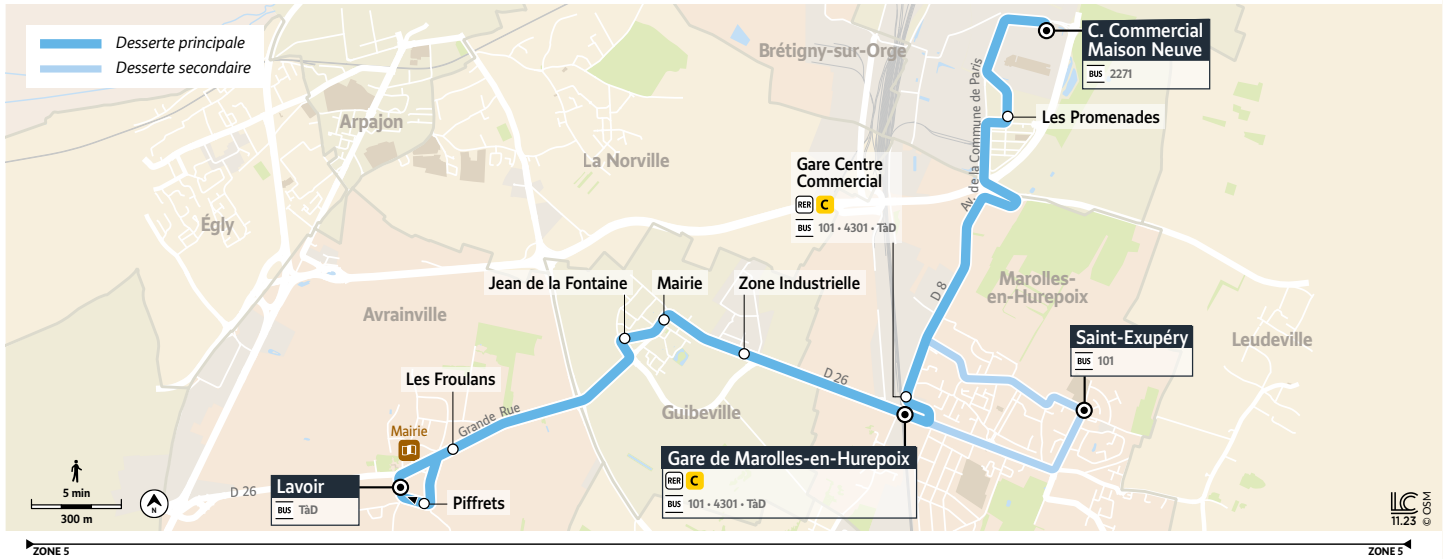 Desserte principale
Desserte secondaire
Brétigny-sur-Orge
C. Commercial
Maison Neuve
BUS 2271
Arpajon
Les Promenades
La Norville
Av. de la Commune de Paris
Gare Centre
Commercial
RER C
BUS 101 • 4301 • TàD
Égly
Jean de la Fontaine
Mairie
Zone Industrielle
D 8
Marolles-
en-Hurepoix
Avrainville
Saint-Exupéry
BUS 101
Leudeville
Les Froulans
D 26
Grande Rue
Guibeville
Mairie
Gare de Marolles-en-Hurepoix
RER C
BUS 101 • 4301 • TàD
5 min
300 m
N
D 26
Lavoir
BUS TàD
Piffrets
LC
11.23
© OSM
ZONE 5
ZONE 5